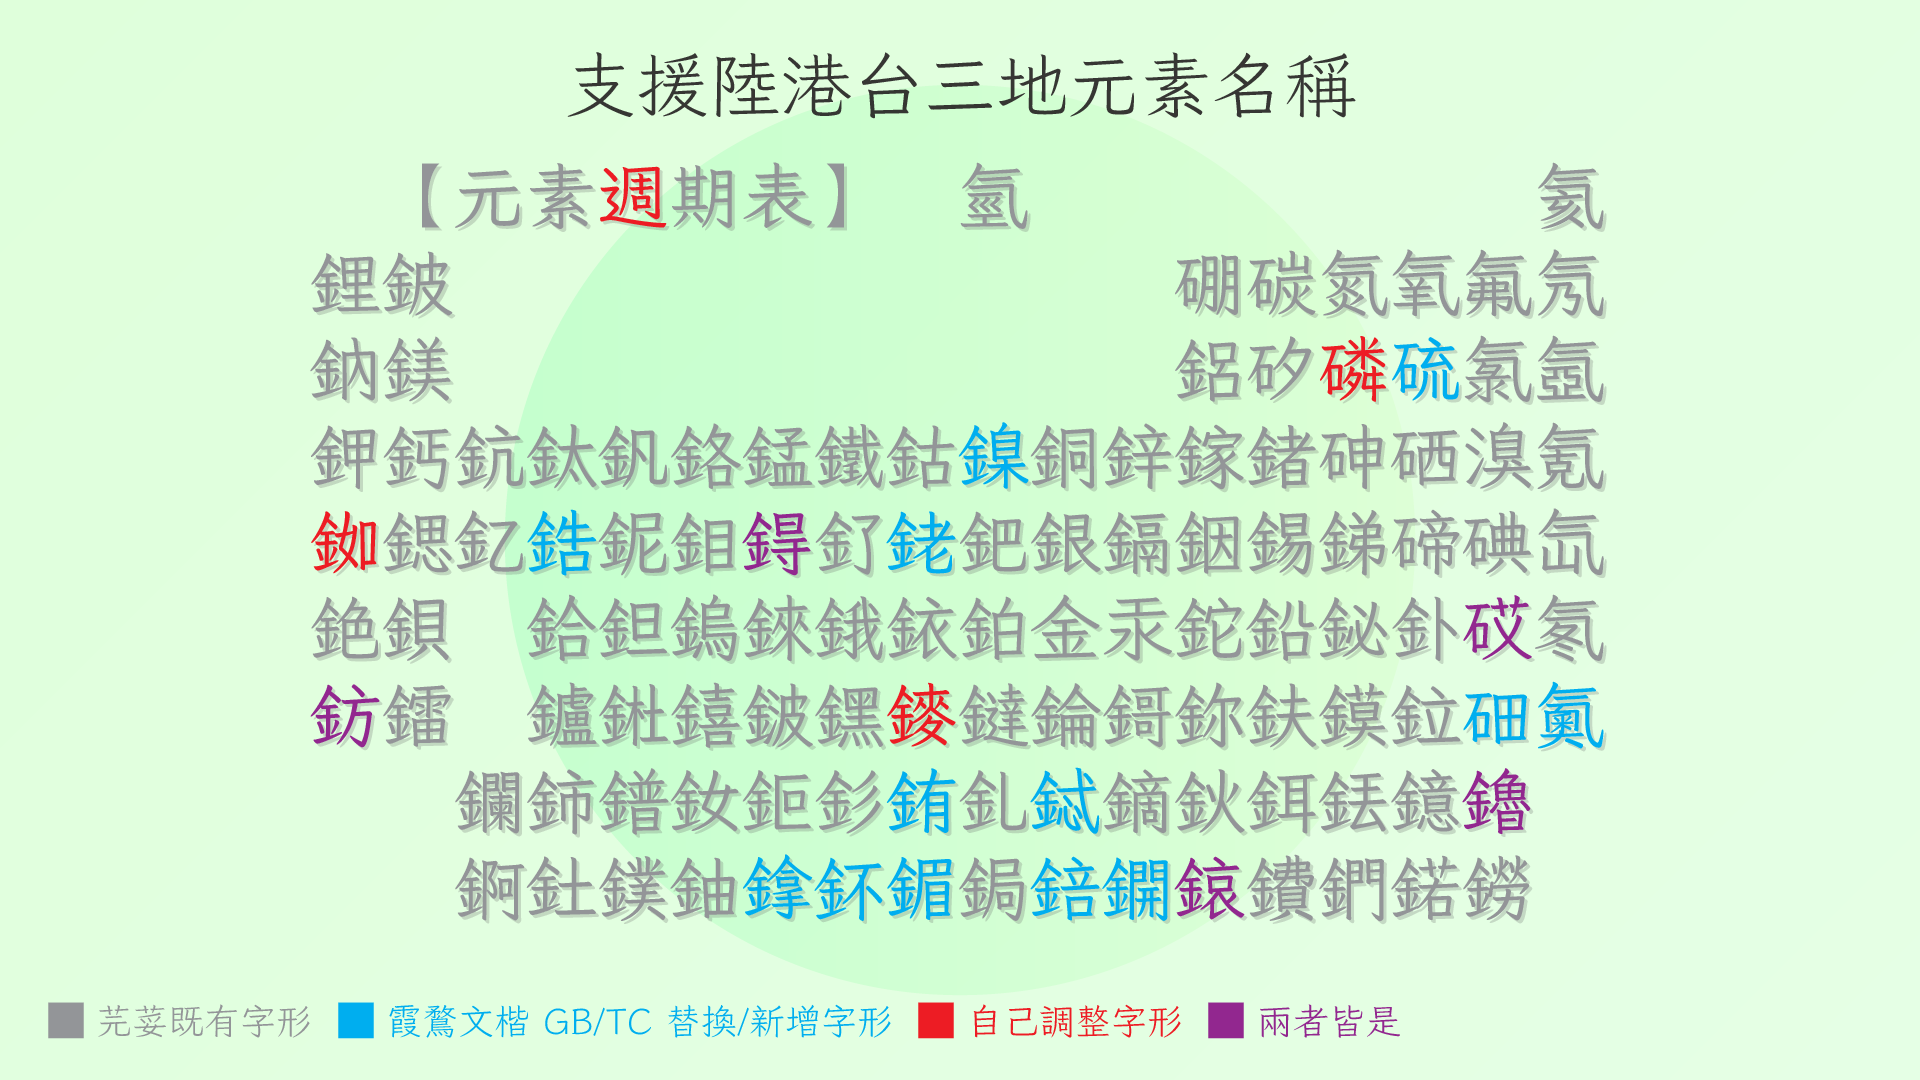 支援陸港台三地元素名稱
【元素週期表】　氫　　　　　　　氦
鋰鈹　　　　　　　　　　硼碳氮氧氟氖
鈉鎂　　　　　　　　　　鋁矽磷硫氯氬
鉀鈣鈧鈦釩鉻錳鐵鈷鎳銅鋅鎵鍺砷硒溴氪
銣鍶釔鋯鈮鉬鍀釕銠鈀銀鎘銦錫銻碲碘氙
銫鋇　鉿鉭鎢錸鋨銥鉑金汞鉈鉛鉍釙砹氡
鈁鐳　鑪𨧀𨭎𨨏𨭆䥑鐽錀鎶鉨鈇鏌鉝鿬鿫
鑭鈰鐠釹鉕釤銪釓鋱鏑鈥鉺銩鐿鑥
錒釷鏷鈾鎿鈈鎇鋦錇鐦鎄鐨鍆鍩鐒
芫荽既有字形　霞鶩文楷 GB/TC 替換/新增字形　自己調整字形　兩者皆是